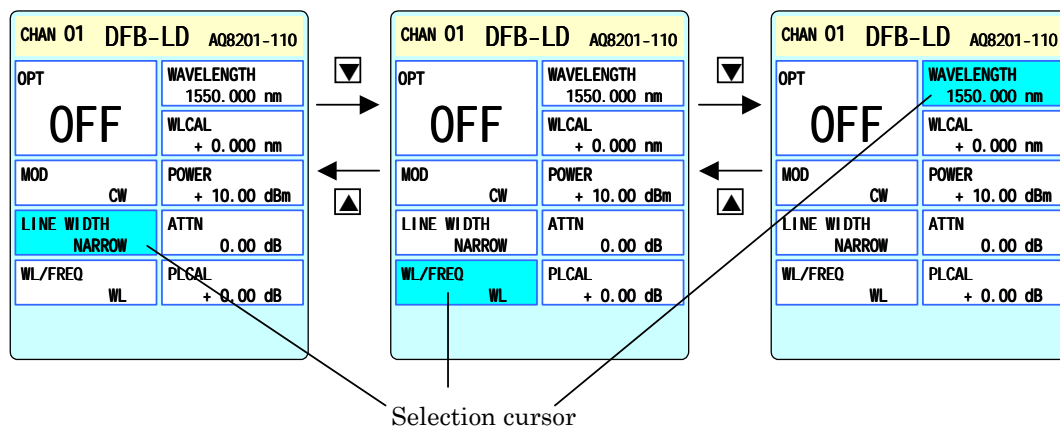 CHAN 01 DFB-LD AQ8201-110
OPT
OFF
WAVELENGTH
1550.000 nm
WLCAL
+ 0.000 nm
MOD
CW
POWER
+ 10.00 dBm
LINE WIDTH
NARROW
ATTN
0.00 dB
WL/FREQ
WL
PLCAL
+ 0.00 dB
CHAN 01 DFB-LD AQ8201-110
OPT
OFF
WAVELENGTH
1550.000 nm
WLCAL
+ 0.000 nm
MOD
CW
POWER
+ 10.00 dBm
LINE WIDTH
NARROW
ATTN
0.00 dB
WL/FREQ
WL
PLCAL
+ 0.00 dB
CHAN 01 DFB-LD AQ8201-110
OPT
OFF
WAVELENGTH
1550.000 nm
WLCAL
+ 0.000 nm
MOD
CW
POWER
+ 10.00 dBm
LINE WIDTH
NARROW
ATTN
0.00 dB
WL/FREQ
WL
PLCAL
+ 0.00 dB
Selection cursor